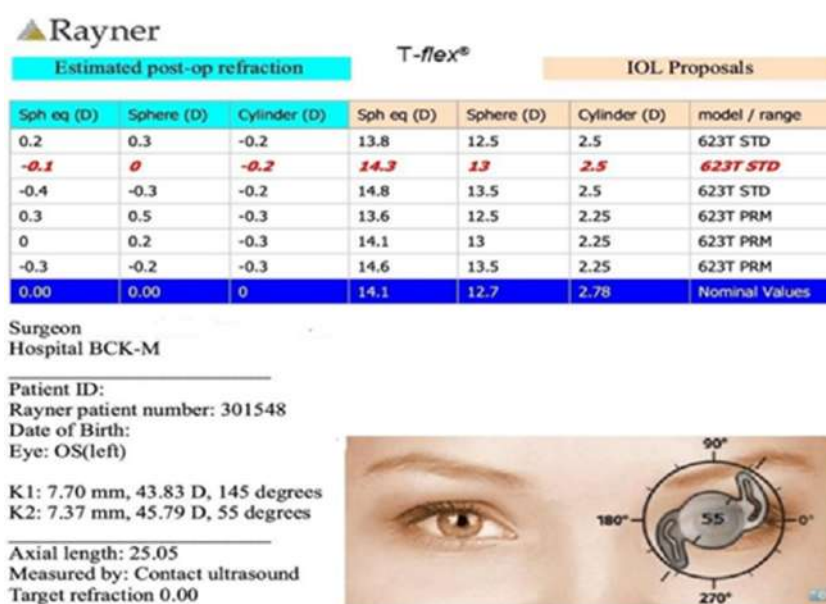 Rayner
T-flex®
Estimated post-op refraction IOL Proposals
Sph eq (D) Sphere (D) Cylinder (D) Sph eq (D) Sphere (D) Cylinder (D) model / range
0.2 0.3 -0.2 13.8 12.5 2.5 623T STD
-0.1 0 -0.2 14.3 13 2.5 623T STD
-0.4 -0.3 -0.2 14.8 13.5 2.5 623T STD
0.3 0.5 -0.3 13.6 12.5 2.25 623T PRM
0 0.2 -0.3 14.1 13 2.25 623T PRM
-0.3 -0.2 -0.3 14.6 13.5 2.25 623T PRM
0.00 0.00 0 14.1 12.7 2.78 Nominal Values
Surgeon
Hospital BCK-M
Patient ID:
Rayner patient number: 301548
Date of Birth:
Eye: OS(left)
K1: 7.70 mm, 43.83 D, 145 degrees
K2: 7.37 mm, 45.79 D, 55 degrees
Axial length: 25.05
Measured by: Contact ultrasound
Target refraction 0.00
90°
180° 55 0°
270°